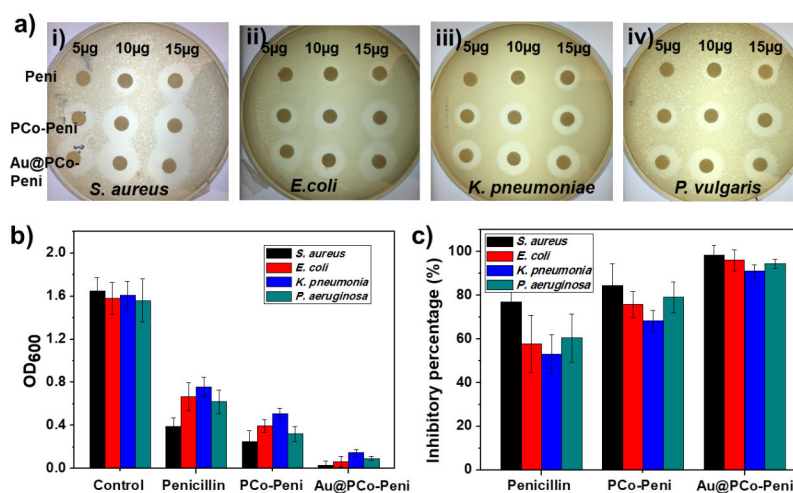 a)
i) ii) iii) iv)
5µg 10µg 15µg 5µg 10µg 15µg 5µg 10µg 15µg 5µg 10µg 15µg
Peni
PCo-Peni
Au@PCo-
Peni
S. aureus E.coli K. pneumoniae P. vulgaris
b)
OD600
1.6
1.2
0.8
0.4
0.0
S. aureus
E. coli
K. pneumonia
P. aeruginosa
Control Penicillin PCo-Peni Au@PCo-Peni
c)
Inhibitory percentage (%)
100
80
60
40
20
0
S. aureus
E. coli
K. pneumonia
P. aeruginosa
Penicillin PCo-Peni Au@PCo-Peni